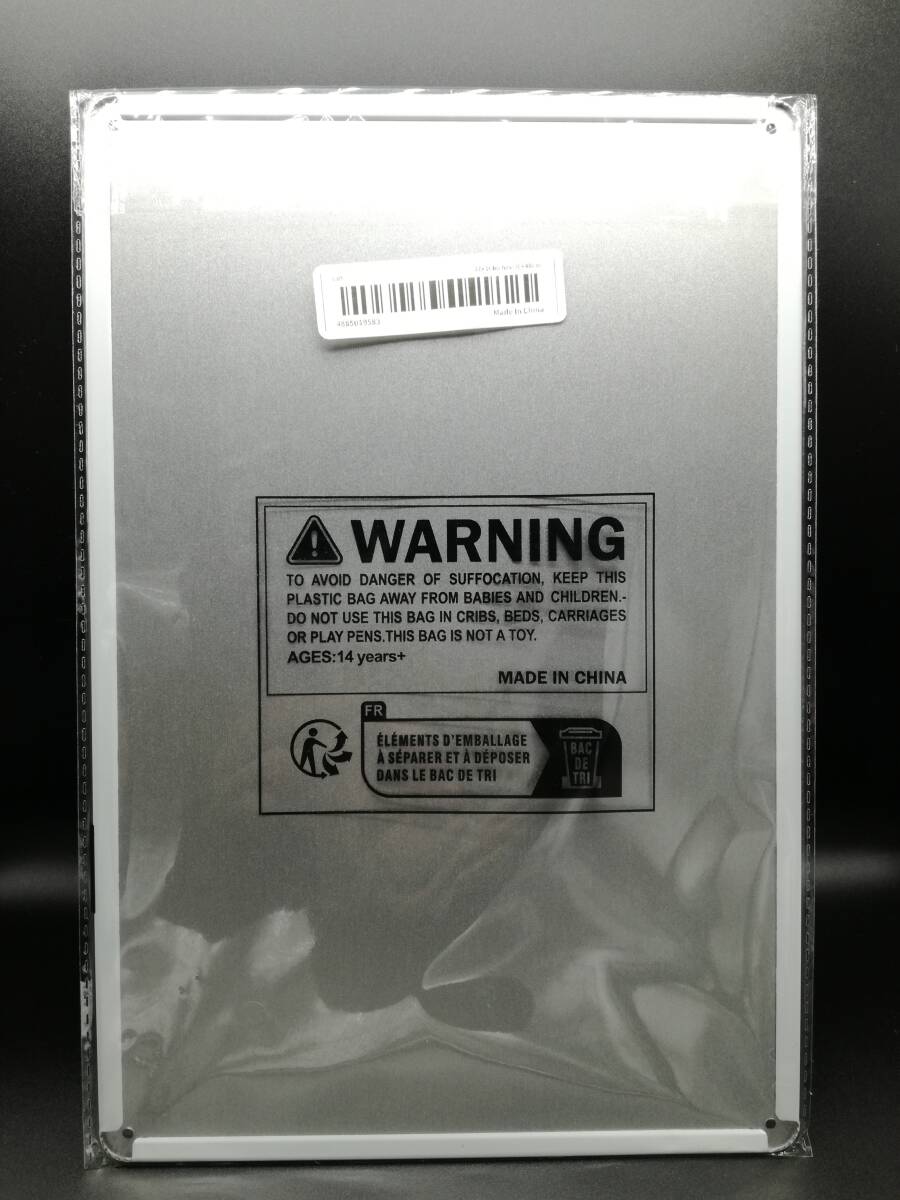 4885019583
Made In China
WARNING
TO AVOID DANGER OF SUFFOCATION, KEEP THIS
PLASTIC BAG AWAY FROM BABIES AND CHILDREN.-
DO NOT USE THIS BAG IN CRIBS, BEDS, CARRIAGES
OR PLAY PENS.THIS BAG IS NOT A TOY.
AGES:14 years+
MADE IN CHINA
FR
ÉLÉMENTS D'EMBALLAGE
À SÉPARER ET À DÉPOSER
DANS LE BAC DE TRI
BAC
DE
TRI